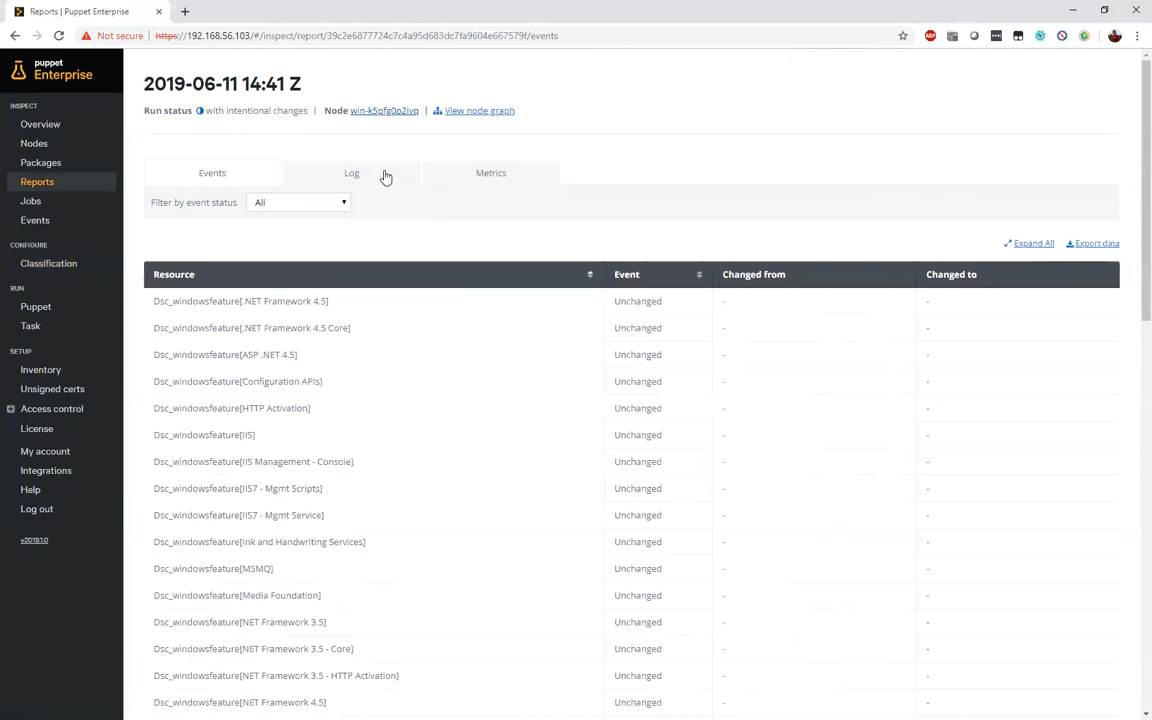 Reports | Puppet Enterprise
Not secure | https://192.168.56.103/#/inspect/report/39c2e6877724c7c4a95d683dc7fa9604e667579f/events
ABP
puppet
Enterprise
INSPECT
Overview
Nodes
Packages
Reports
Jobs
Events
CONFIGURE
Classification
RUN
Puppet
Task
SETUP
Inventory
Unsigned certs
Access control
License
My account
Integrations
Help
Log out
v2019.1.0
2019-06-11 14:41 Z
Run status with intentional changes | Node win-k5pfg0o2ivq | View node graph
Events Log Metrics
Filter by event status All
Expand All Export data
Resource Event Changed from Changed to
Dsc_windowsfeature[.NET Framework 4.5] Unchanged - -
Dsc_windowsfeature[.NET Framework 4.5 Core] Unchanged - -
Dsc_windowsfeature[ASP .NET 4.5] Unchanged - -
Dsc_windowsfeature[Configuration APIs] Unchanged - -
Dsc_windowsfeature[HTTP Activation] Unchanged - -
Dsc_windowsfeature[IIS] Unchanged - -
Dsc_windowsfeature[IIS Management - Console] Unchanged - -
Dsc_windowsfeature[IIS7 - Mgmt Scripts] Unchanged - -
Dsc_windowsfeature[IIS7 - Mgmt Service] Unchanged - -
Dsc_windowsfeature[Ink and Handwriting Services] Unchanged - -
Dsc_windowsfeature[MSMQ] Unchanged - -
Dsc_windowsfeature[Media Foundation] Unchanged - -
Dsc_windowsfeature[NET Framework 3.5] Unchanged - -
Dsc_windowsfeature[NET Framework 3.5 - Core] Unchanged - -
Dsc_windowsfeature[NET Framework 3.5 - HTTP Activation] Unchanged - -
Dsc_windowsfeature[NET Framework 4.5] Unchanged - -